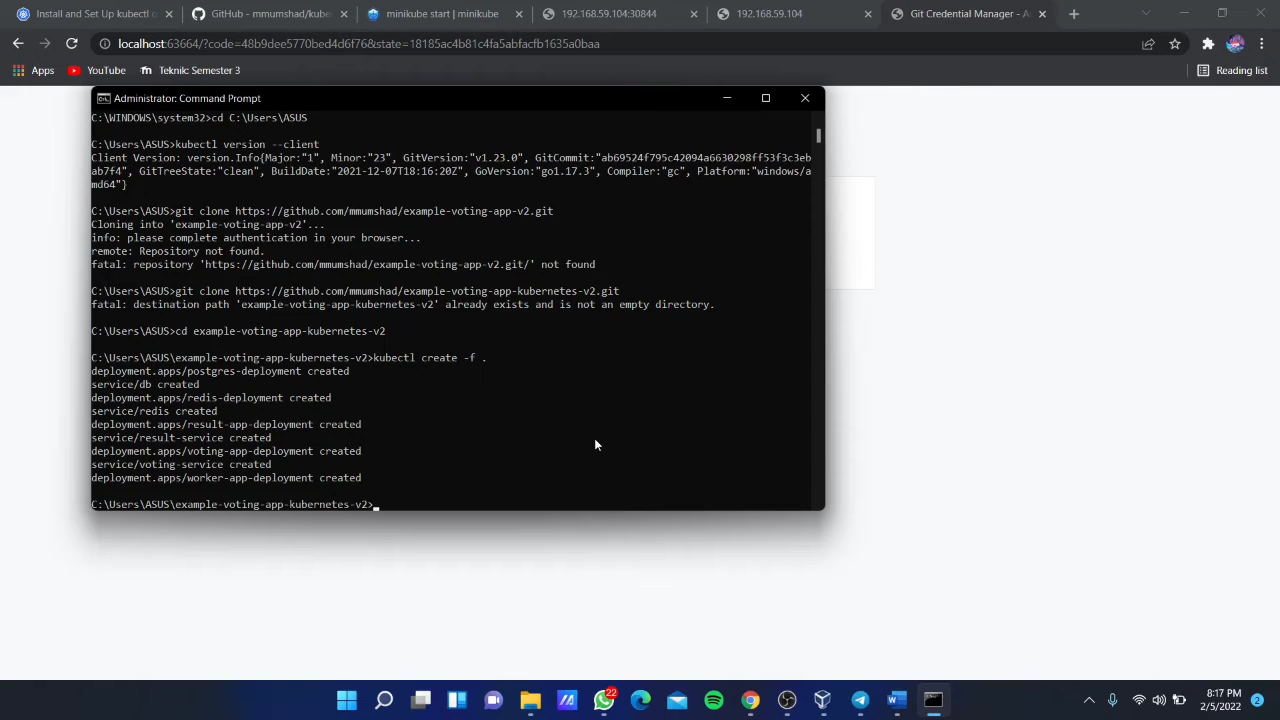 Install and Set Up kubectl o
GitHub - mmumshad/kube
minikube start | minikube
192.168.59.104:30844
192.168.59.104
Git Credential Manager - Au
localhost:63664/?code=48b9dee5770bed4d6f76&state=18185ac4b81c4fa5abfacfb1635a0baa
Apps
YouTube
Teknik: Semester 3
Reading list
Administrator: Command Prompt
C:\WINDOWS\system32>cd C:\Users\ASUS
C:\Users\ASUS>kubectl version --client
Client Version: version.Info{Major:"1", Minor:"23", GitVersion:"v1.23.0", GitCommit:"ab69524f795c42094a6630298ff53f3c3eb
ab7f4", GitTreeState:"clean", BuildDate:"2021-12-07T18:16:20Z", GoVersion:"go1.17.3", Compiler:"gc", Platform:"windows/a
md64"}
C:\Users\ASUS>git clone https://github.com/mmumshad/example-voting-app-v2.git
Cloning into 'example-voting-app-v2'...
info: please complete authentication in your browser...
remote: Repository not found.
fatal: repository 'https://github.com/mmumshad/example-voting-app-v2.git/' not found
C:\Users\ASUS>git clone https://github.com/mmumshad/example-voting-app-kubernetes-v2.git
fatal: destination path 'example-voting-app-kubernetes-v2' already exists and is not an empty directory.
C:\Users\ASUS>cd example-voting-app-kubernetes-v2
C:\Users\ASUS\example-voting-app-kubernetes-v2>kubectl create -f .
deployment.apps/postgres-deployment created
service/db created
deployment.apps/redis-deployment created
service/redis created
deployment.apps/result-app-deployment created
service/result-service created
deployment.apps/voting-app-deployment created
service/voting-service created
deployment.apps/worker-app-deployment created
C:\Users\ASUS\example-voting-app-kubernetes-v2>
22
8:17 PM
2/5/2022
2